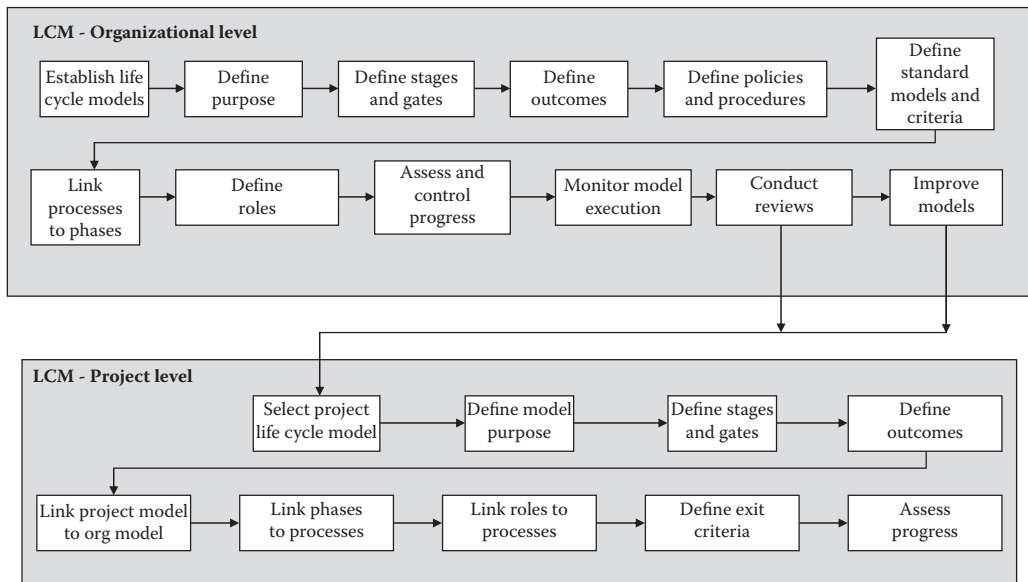 LCM - Organizational level
Establish life
cycle models
Define
purpose
Define stages
and gates
Define
outcomes
Define policies
and procedures
Define
standard
models and
criteria
Link
processes
to phases
Define
roles
Assess and
control
progress
Monitor model
execution
Conduct
reviews
Improve
models
LCM - Project level
Select project
life cycle model
Define model
purpose
Define stages
and gates
Define
outcomes
Link project model
to org model
Link phases
to processes
Link roles to
processes
Define exit
criteria
Assess
progress